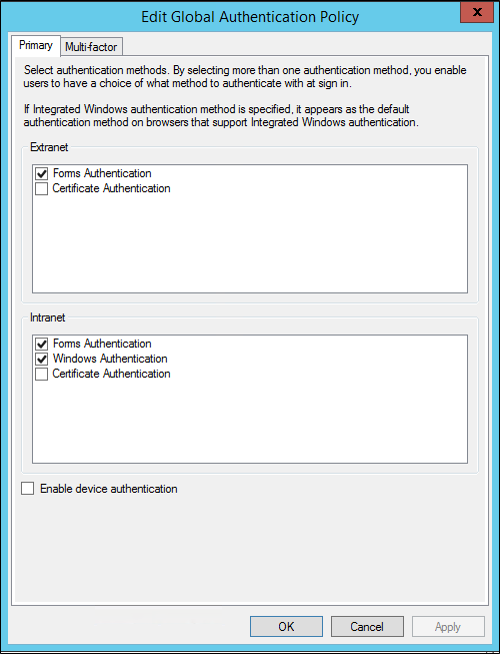 Edit Global Authentication Policy
X
Primary
Multi-factor
Select authentication methods. By selecting more than one authentication method, you enable
users to have a choice of what method to authenticate with at sign in.
If Integrated Windows authentication method is specified, it appears as the default
authentication method on browsers that support Integrated Windows authentication.
Extranet
Forms Authentication
Certificate Authentication
Intranet
Forms Authentication
Windows Authentication
Certificate Authentication
Enable device authentication
OK
Cancel
Apply